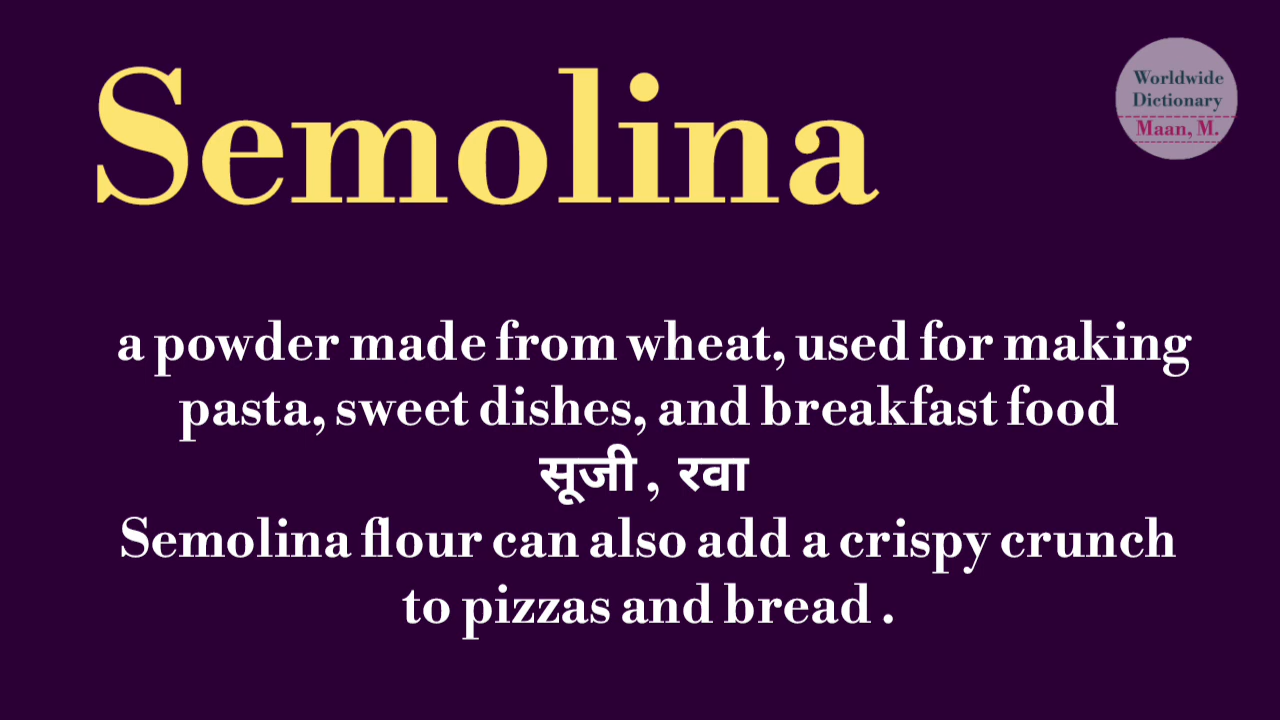 Semolina
Worldwide
Dictionary
Maan, M.
a powder made from wheat, used for making
pasta, sweet dishes, and breakfast food
सूजी , रवा
Semolina flour can also add a crispy crunch
to pizzas and bread .